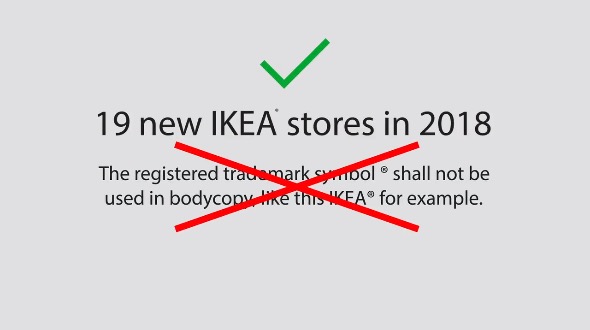 19 new IKEA® stores in 2018
The registered trademark symbol ® shall not be
used in bodycopy, like this IKEA® for example.